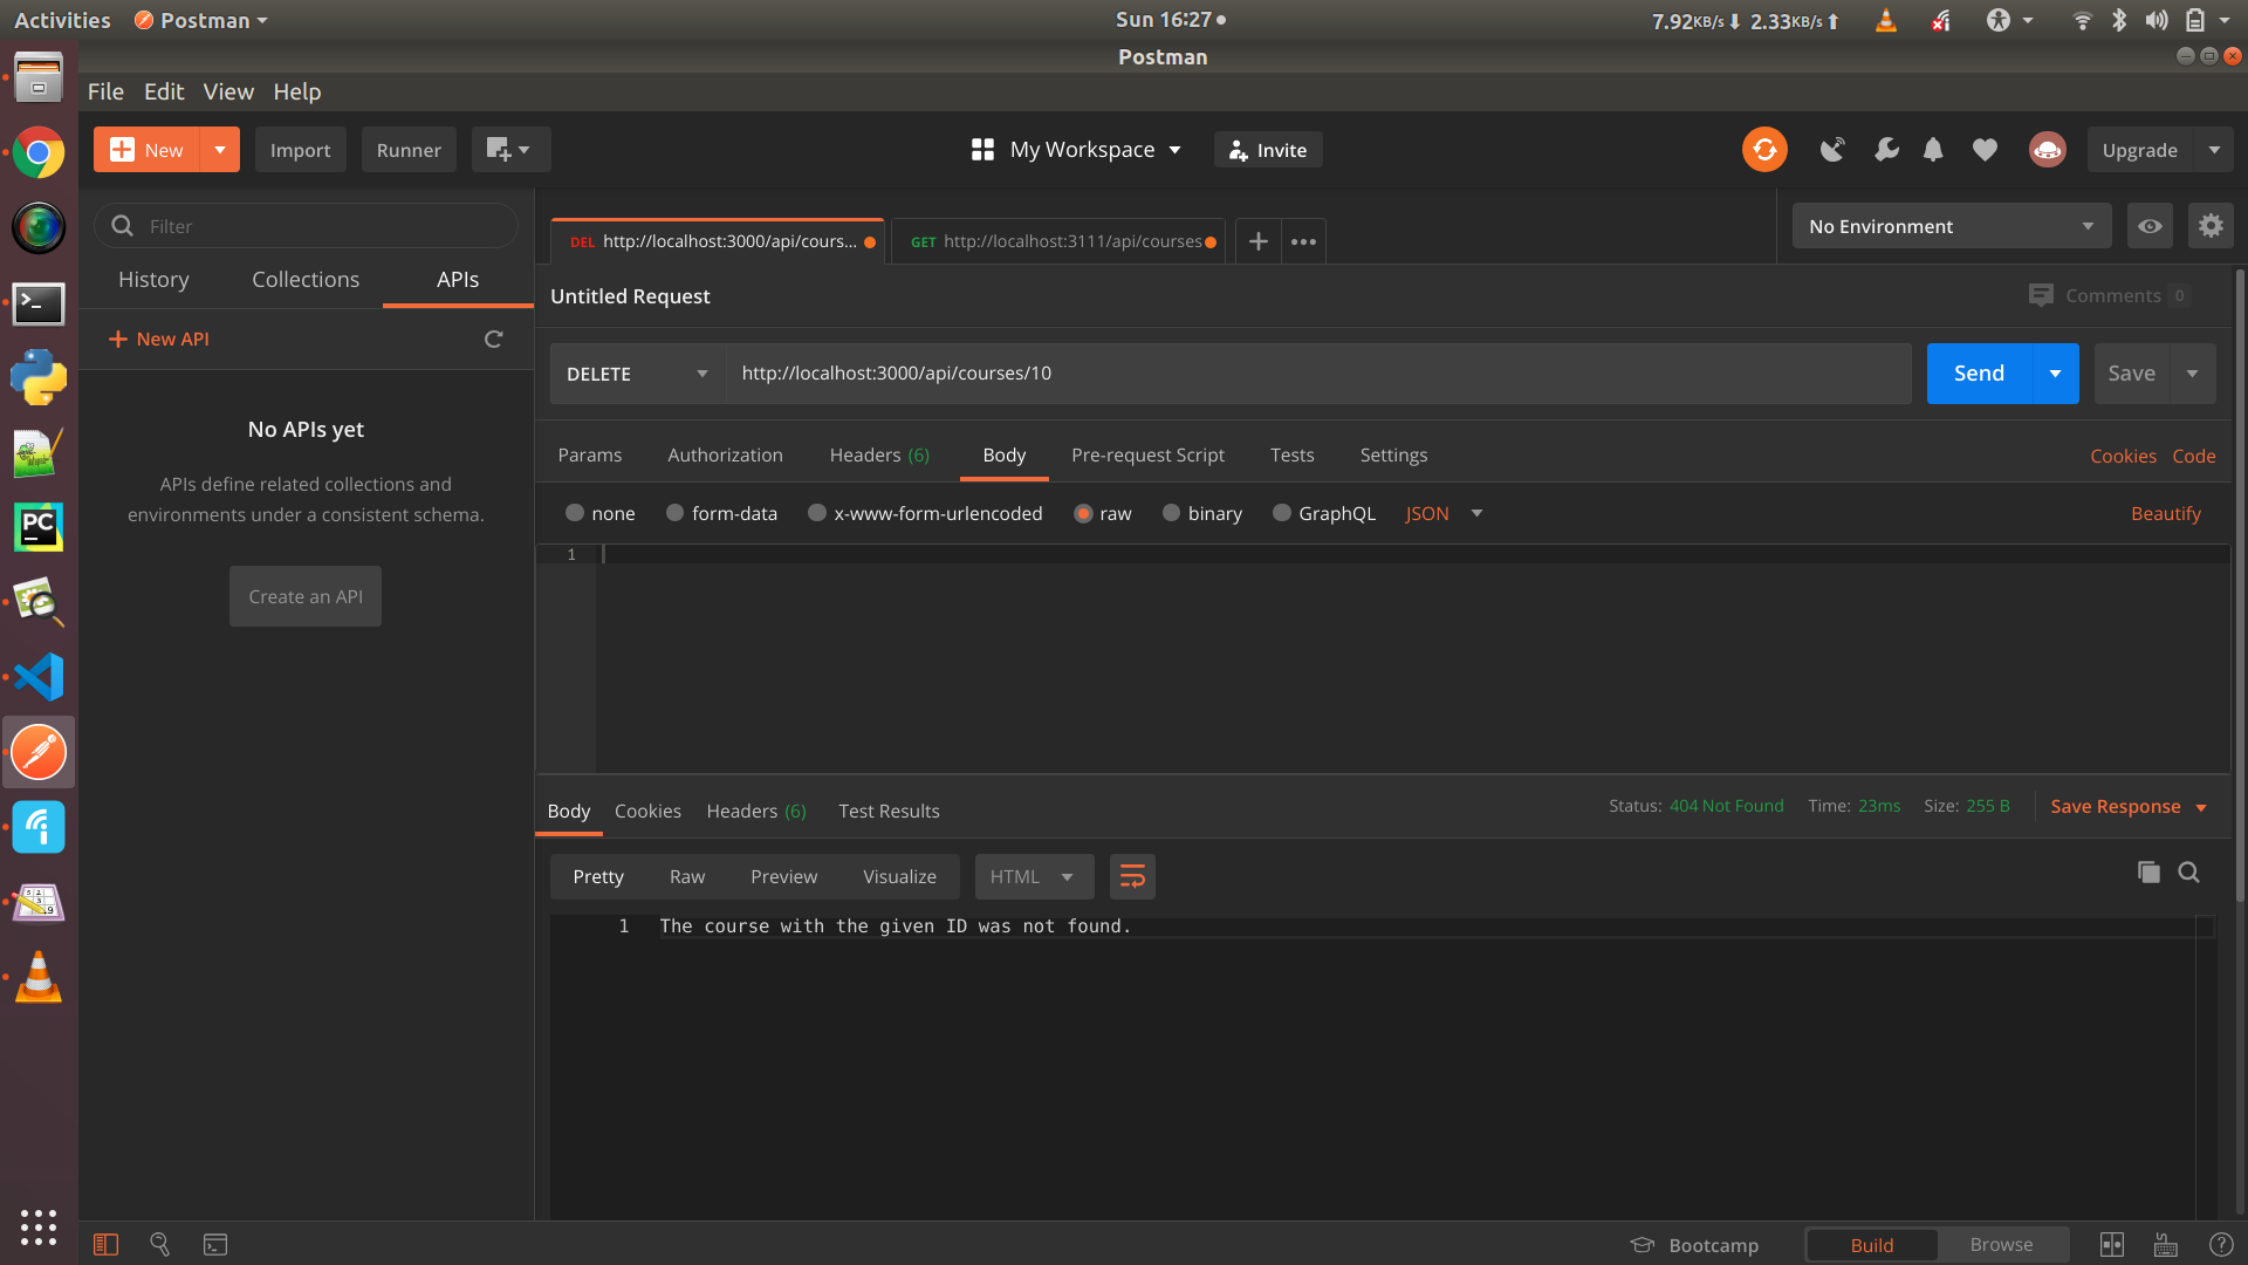 Activities Postman Sun 16:27 7.92KB/s 2.33KB/s
Postman
File Edit View Help
New Import Runner My Workspace Invite Upgrade
Filter
DEL http://localhost:3000/api/cours... GET http://localhost:3111/api/courses No Environment
History Collections APIs
Untitled Request Comments 0
New API
DELETE http://localhost:3000/api/courses/10 Send Save
No APIs yet
APIs define related collections and
environments under a consistent schema.
Create an API
Params Authorization Headers (6) Body Pre-request Script Tests Settings Cookies Code
none form-data x-www-form-urlencoded raw binary GraphQL JSON Beautify
1
Body Cookies Headers (6) Test Results Status: 404 Not Found Time: 23ms Size: 255 B Save Response
Pretty Raw Preview Visualize HTML
1 The course with the given ID was not found.
PC
Bootcamp Build Browse